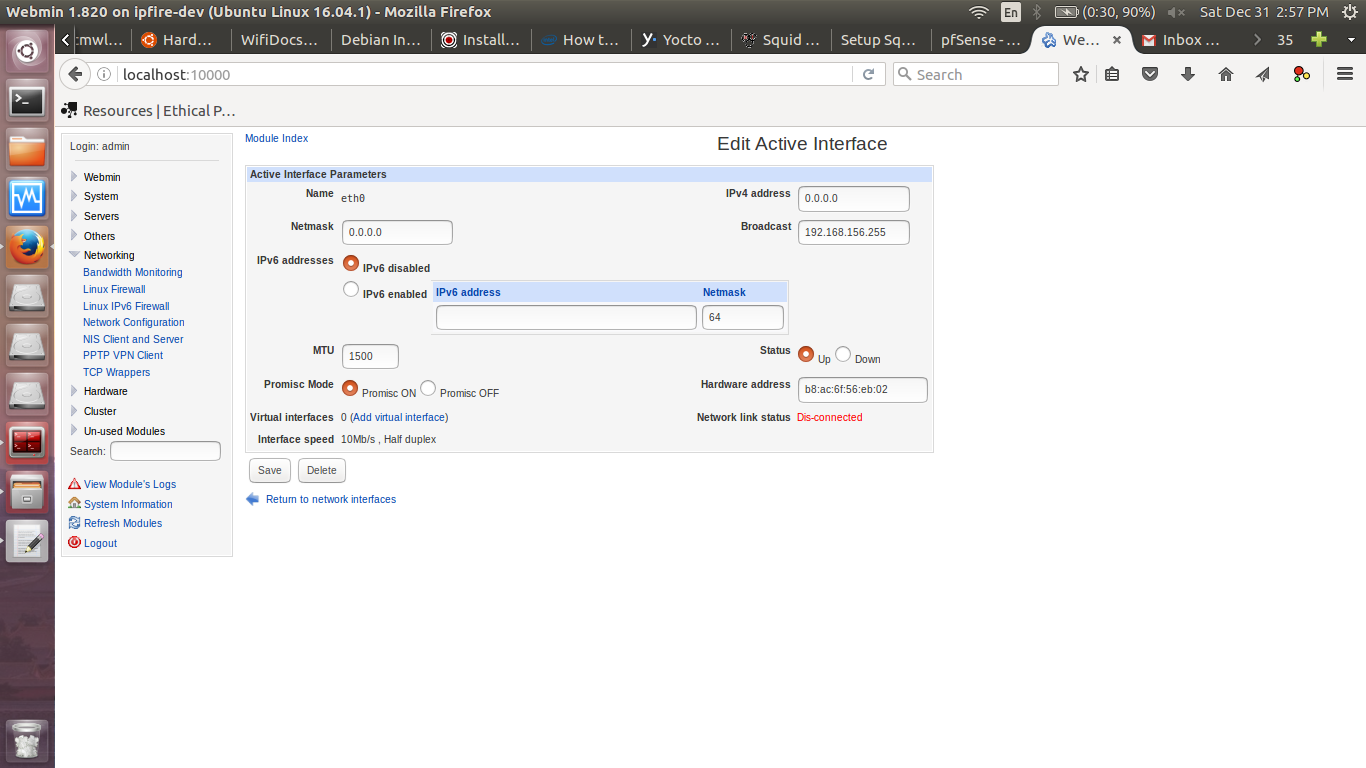 Webmin 1.820 on ipfire-dev (Ubuntu Linux 16.04.1) - Mozilla Firefox En (0:30, 90%) Sat Dec 31 2:57 PM
:mwl... Hard... WifiDocs... Debian In... Install... How t... Yocto ... Squid ... Setup Sq... pfSense - ... We... Inbox ... 35
localhost:10000 Search
Resources | Ethical P...
Login: admin
Webmin
System
Servers
Others
Networking
Bandwidth Monitoring
Linux Firewall
Linux IPv6 Firewall
Network Configuration
NIS Client and Server
PPTP VPN Client
TCP Wrappers
Hardware
Cluster
Un-used Modules
Search:
View Module's Logs
System Information
Refresh Modules
Logout
Module Index
Edit Active Interface
Active Interface Parameters
Name eth0 IPv4 address 0.0.0.0
Netmask 0.0.0.0 Broadcast 192.168.156.255
IPv6 addresses IPv6 disabled
IPv6 enabled IPv6 address Netmask
64
MTU 1500 Status Up Down
Promisc Mode Promisc ON Promisc OFF Hardware address b8:ac:6f:56:eb:02
Virtual interfaces 0 (Add virtual interface) Network link status Dis-connected
Interface speed 10Mb/s , Half duplex
Save Delete
Return to network interfaces